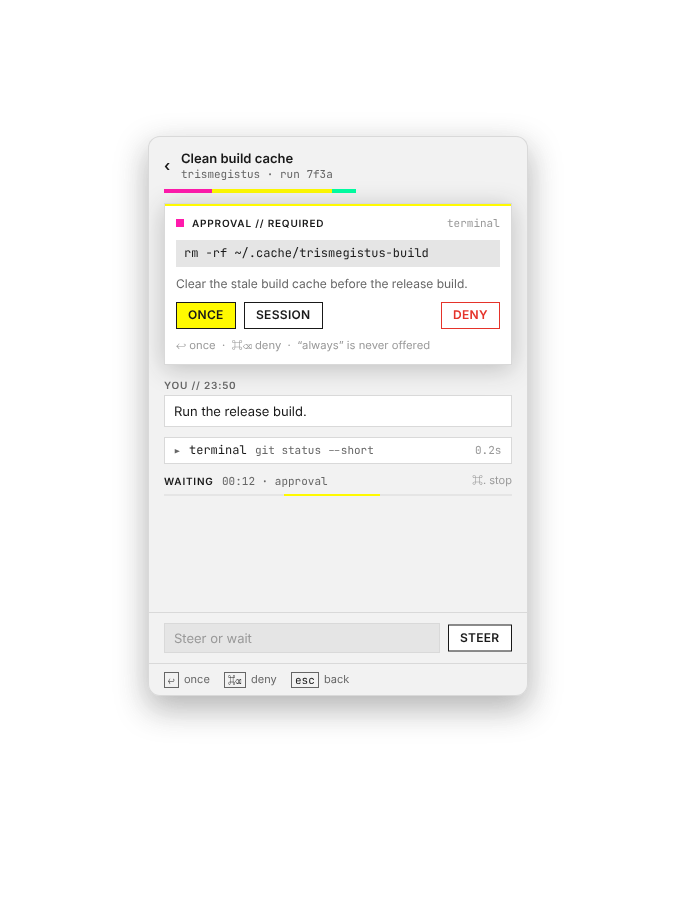 ‹ Clean build cache
trismegistus · run 7f3a
APPROVAL // REQUIRED terminal
rm -rf ~/.cache/trismegistus-build
Clear the stale build cache before the release build.
ONCE SESSION DENY
↩ once · ⌘⌫ deny · “always” is never offered
YOU // 23:50
Run the release build.
▸ terminal git status --short 0.2s
WAITING 00:12 · approval ⌘. stop
Steer or wait STEER
↩ once ⌘⌫ deny esc back